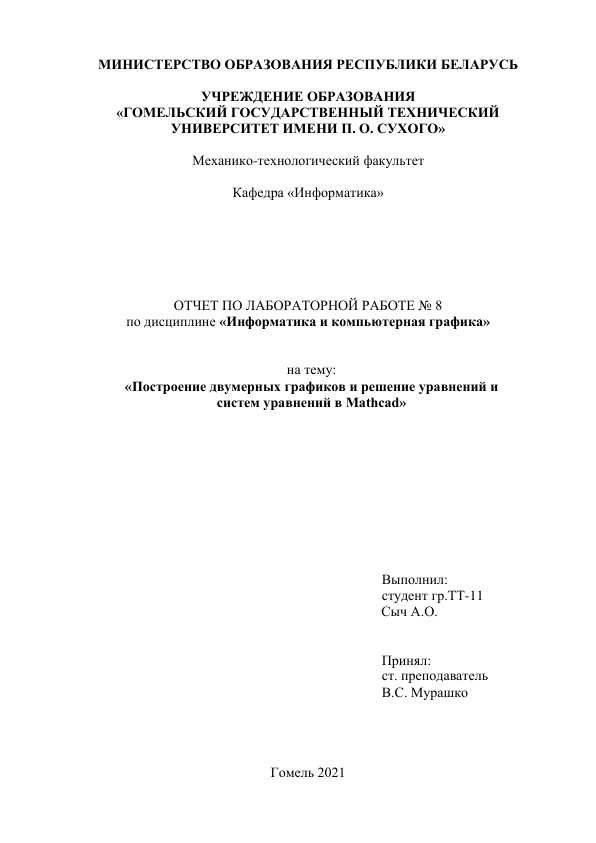 МИНИСТЕРСТВО ОБРАЗОВАНИЯ РЕСПУБЛИКИ БЕЛАРУСЬ
УЧРЕЖДЕНИЕ ОБРАЗОВАНИЯ
«ГОМЕЛЬСКИЙ ГОСУДАРСТВЕННЫЙ ТЕХНИЧЕСКИЙ
УНИВЕРСИТЕТ ИМЕНИ П. О. СУХОГО»
Механико-технологический факультет
Кафедра «Информатика»
ОТЧЕТ ПО ЛАБОРАТОРНОЙ РАБОТЕ № 8
по дисциплине «Информатика и компьютерная графика»
на тему:
«Построение двумерных графиков и решение уравнений и
систем уравнений в Mathcad»
Выполнил:
студент гр.ТТ-11
Сыч А.О.
Принял:
ст. преподаватель
В.С. Мурашко
Гомель 2021